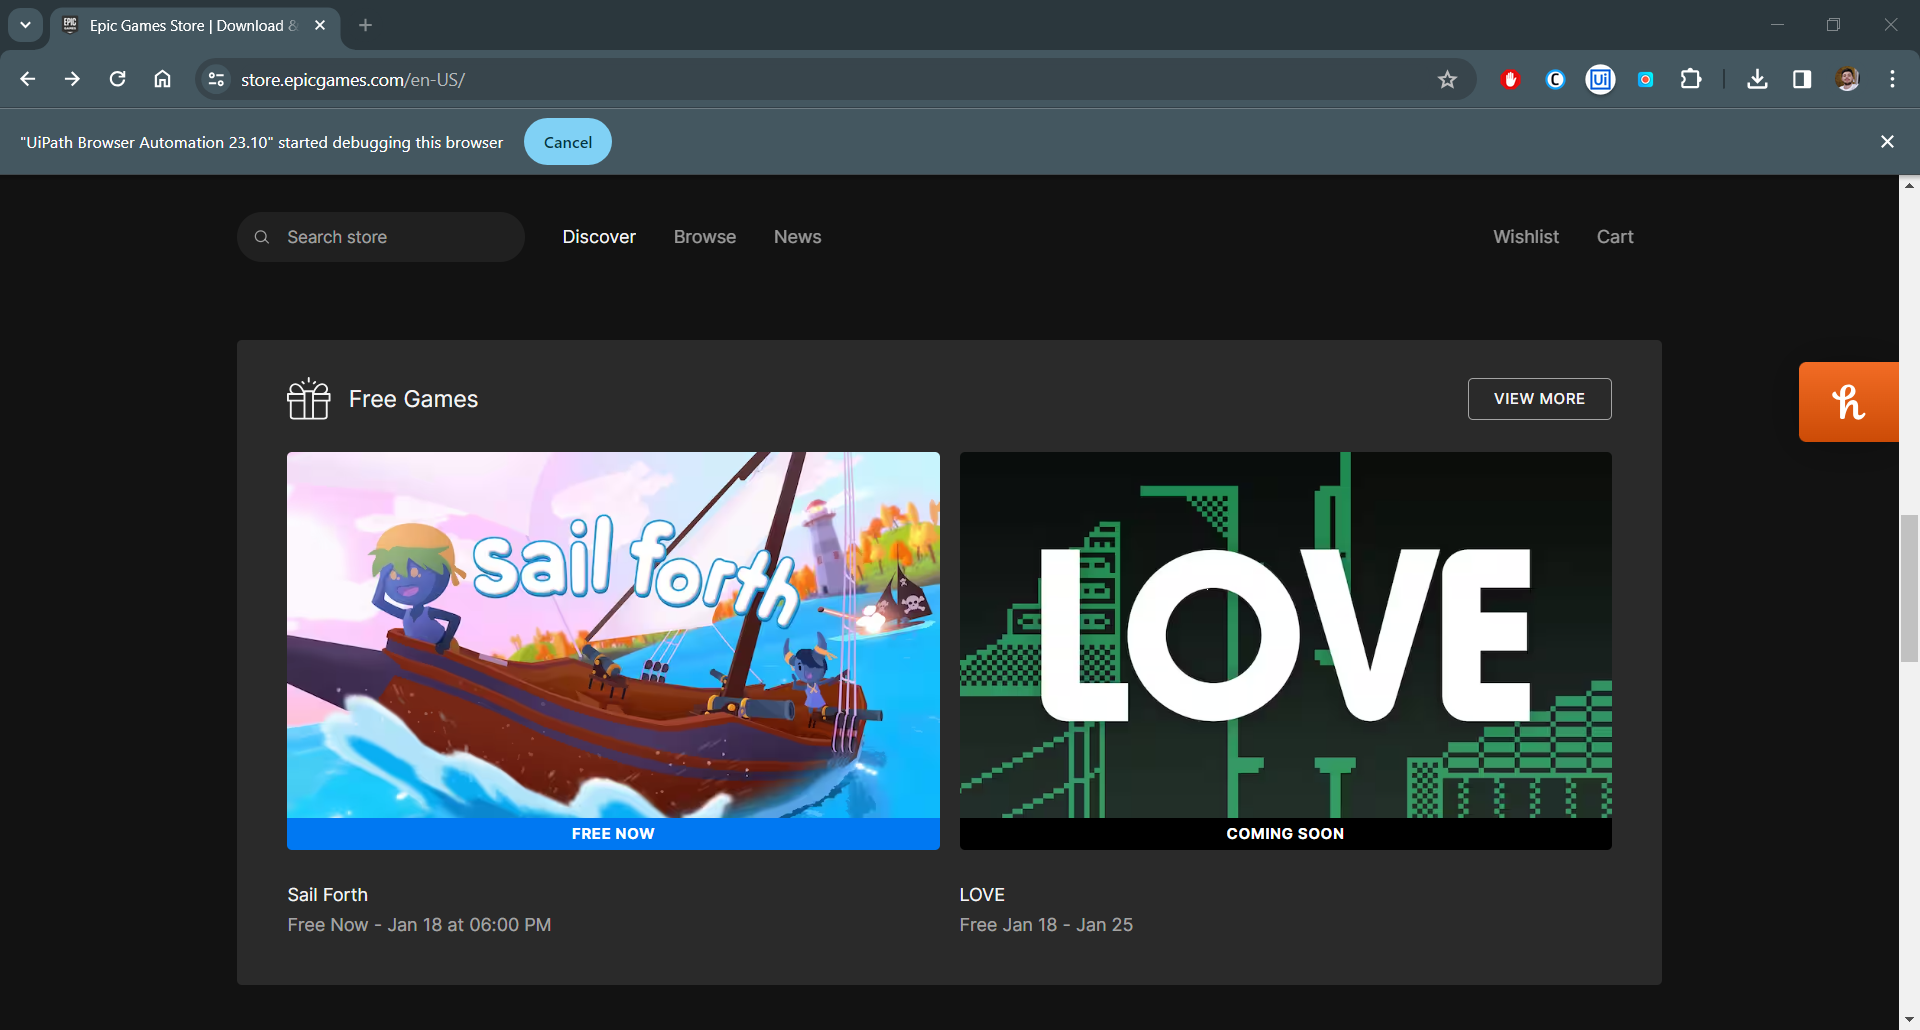 Epic Games Store | Download &
store.epicgames.com/en-US/
"UiPath Browser Automation 23.10" started debugging this browser
Cancel
Search store
Discover
Browse
News
Wishlist
Cart
Free Games
VIEW MORE
sail forth
LOVE
FREE NOW
COMING SOON
Sail Forth
Free Now - Jan 18 at 06:00 PM
LOVE
Free Jan 18 - Jan 25